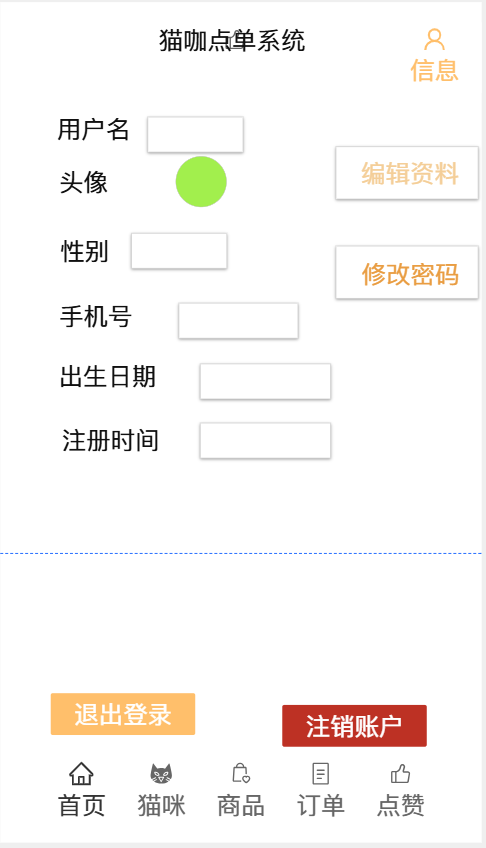 猫咖点单系统
信息
用户名
头像
编辑资料
性别
修改密码
手机号
出生日期
注册时间
退出登录
注销账户
首页
猫咪
商品
订单
点赞